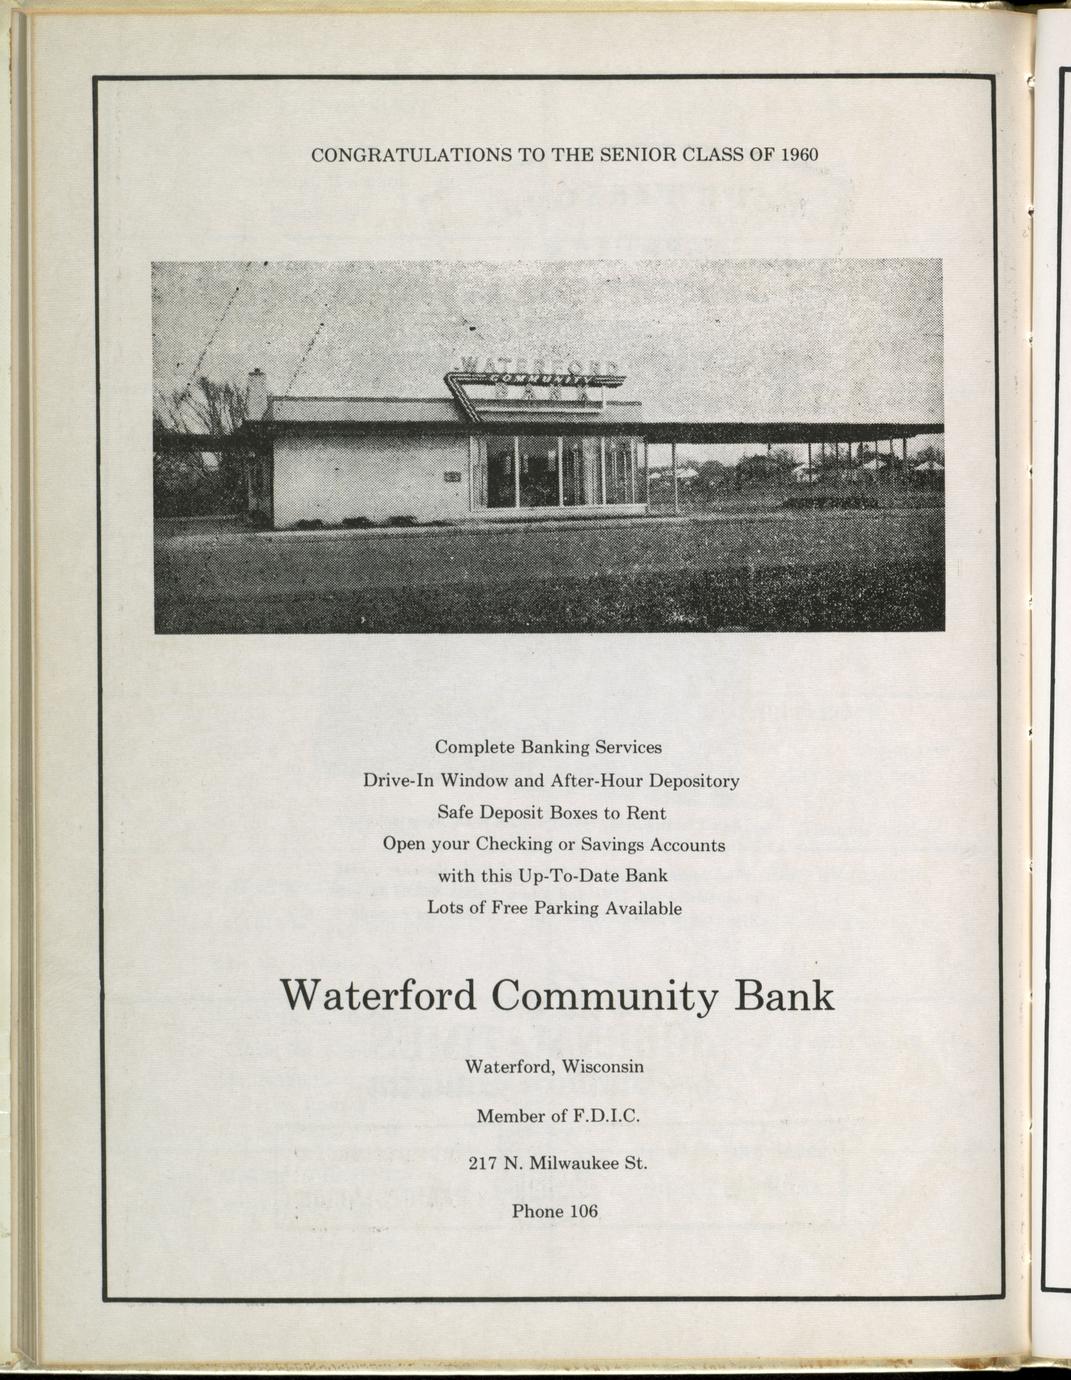 CONGRATULATIONS TO THE SENIOR CLASS OF 1960
WATERFORD
COMMUNITY
BANK
Complete Banking Services
Drive-In Window and After-Hour Depository
Safe Deposit Boxes to Rent
Open your Checking or Savings Accounts
with this Up-To-Date Bank
Lots of Free Parking Available
Waterford Community Bank
Waterford, Wisconsin
Member of F.D.I.C.
217 N. Milwaukee St.
Phone 106